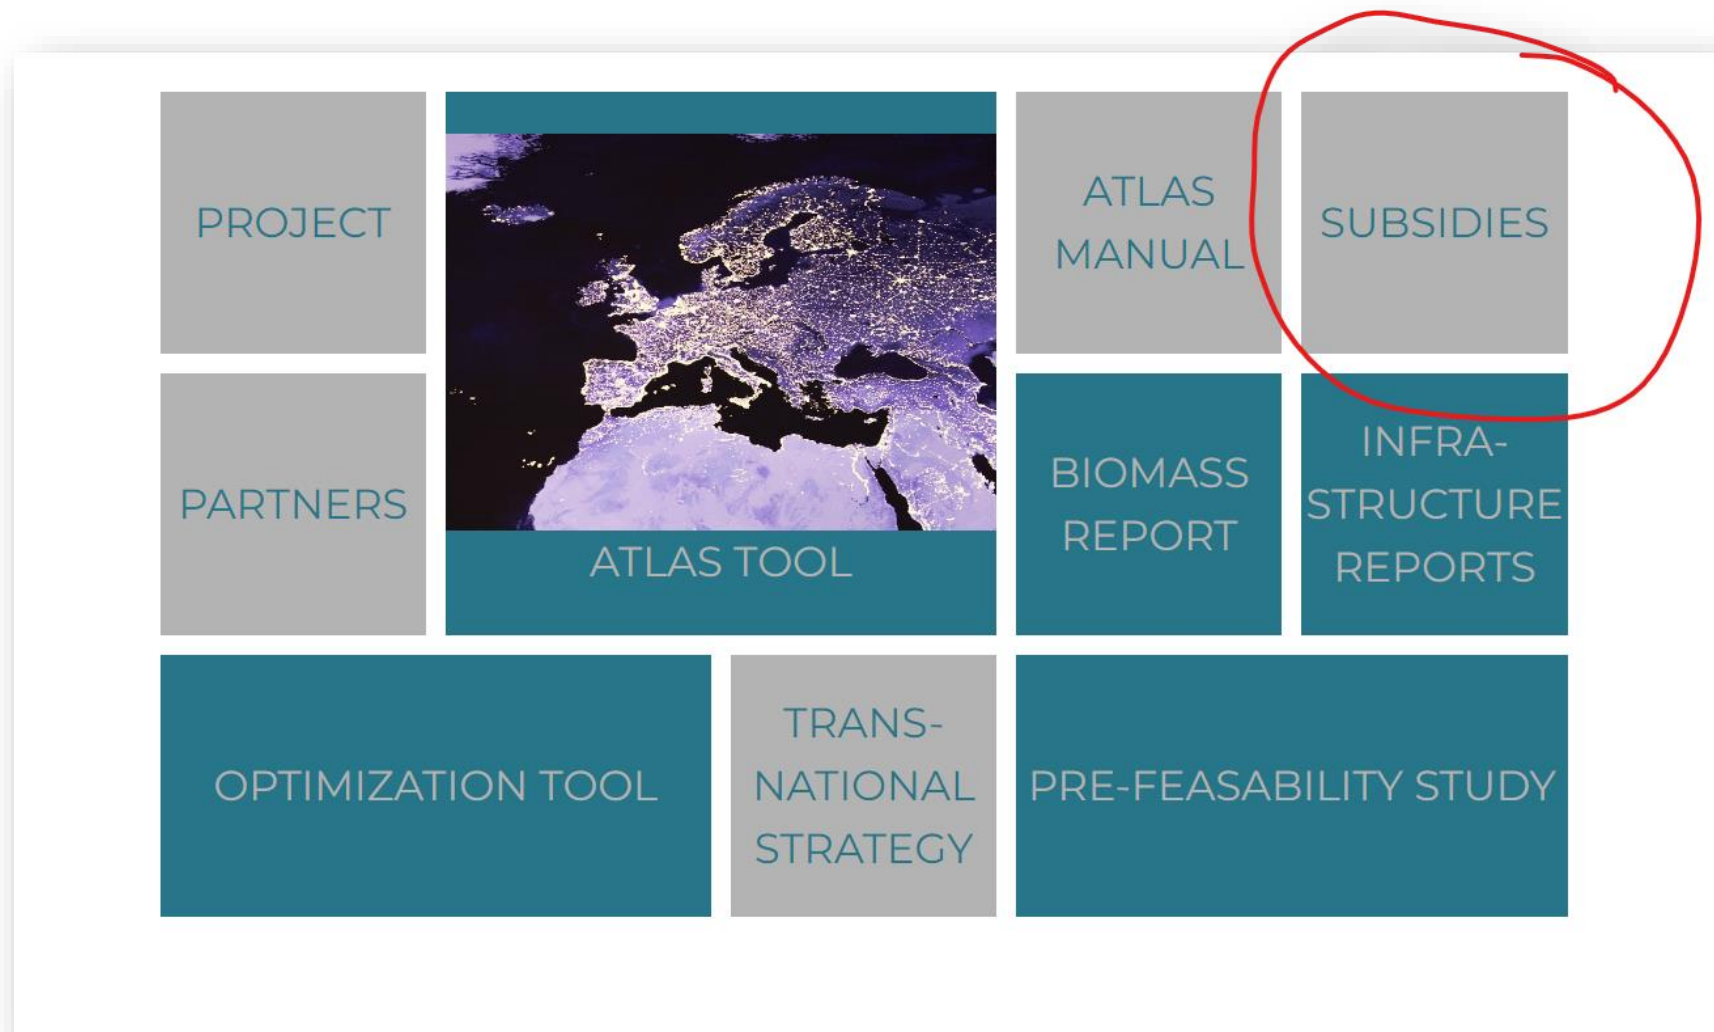 PROJECT
ATLAS
MANUAL
SUBSIDIES
PARTNERS
ATLAS TOOL
BIOMASS
REPORT
INFRA-
STRUCTURE
REPORTS
OPTIMIZATION TOOL
TRANS-
NATIONAL
STRATEGY
PRE-FEASABILITY STUDY